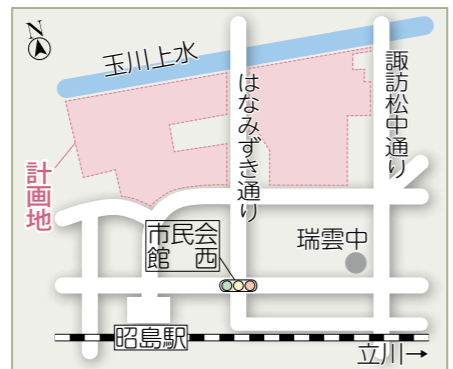 N
玉川上水
はなみずき通り
諏訪松中通り
計画地
市民会
館西
瑞雲中
昭島駅
立川→